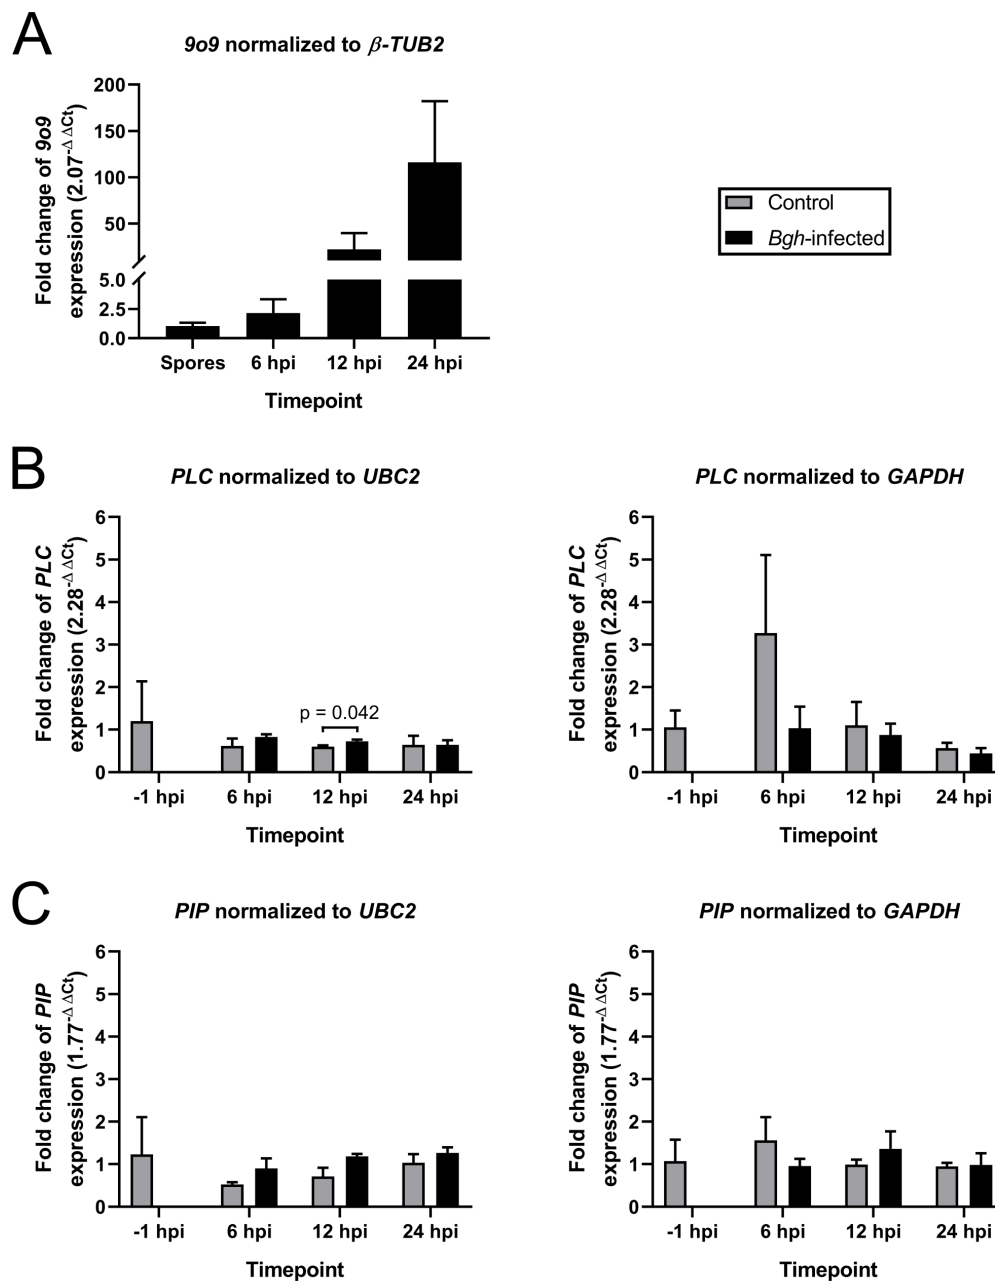 A
9o9 normalized to β-TUB2
Fold change of 9o9
expression (2.07-Δ ΔCt)
200
150
100
50
5.0
2.5
0.0
Spores 6 hpi 12 hpi 24 hpi
Timepoint
Control
Bgh-infected
B
PLC normalized to UBC2
Fold change of PLC
expression (2.28-Δ ΔCt)
6
5
4
3
2
1
0
p = 0.042
-1 hpi 6 hpi 12 hpi 24 hpi
Timepoint
PLC normalized to GAPDH
Fold change of PLC
expression (2.28-Δ ΔCt)
6
5
4
3
2
1
0
-1 hpi 6 hpi 12 hpi 24 hpi
Timepoint
C
PIP normalized to UBC2
Fold change of PIP
expression (1.77-Δ ΔCt)
6
5
4
3
2
1
0
-1 hpi 6 hpi 12 hpi 24 hpi
Timepoint
PIP normalized to GAPDH
Fold change of PIP
expression (1.77-Δ ΔCt)
6
5
4
3
2
1
0
-1 hpi 6 hpi 12 hpi 24 hpi
Timepoint